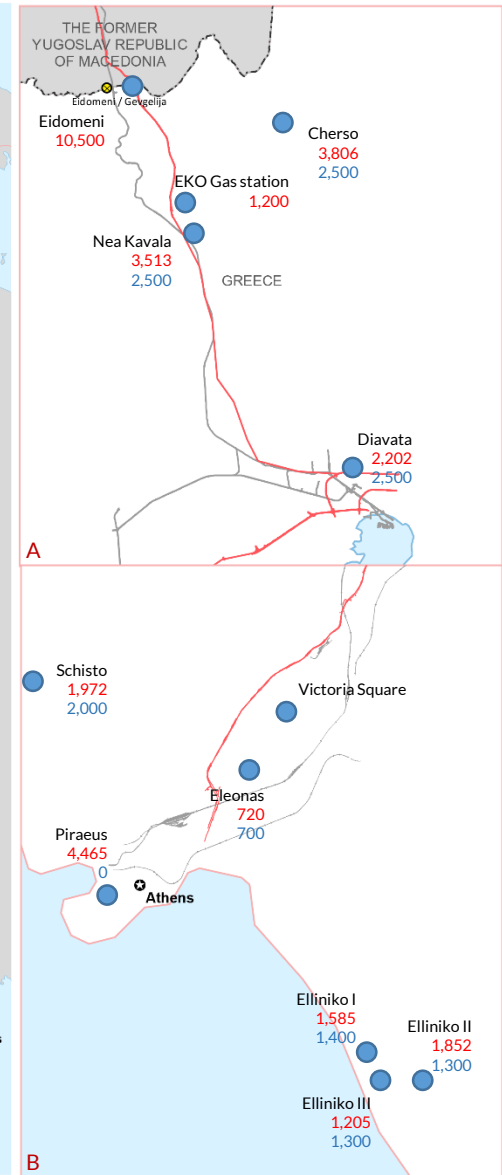 THE FORMER
YUGOSLAV REPUBLIC
OF MACEDONIA
Eidomeni / Gevgelija
Eidomeni
10,500
Cherso
3,806
2,500
EKO Gas station
1,200
Nea Kavala
3,513
2,500
GREECE
Diavata
2,202
2,500
A
Schisto
1,972
2,000
Victoria Square
Eleonas
720
700
Piraeus
4,465
0
Athens
Elliniko I
1,585
1,400
Elliniko II
1,852
1,300
Elliniko III
1,205
1,300
B